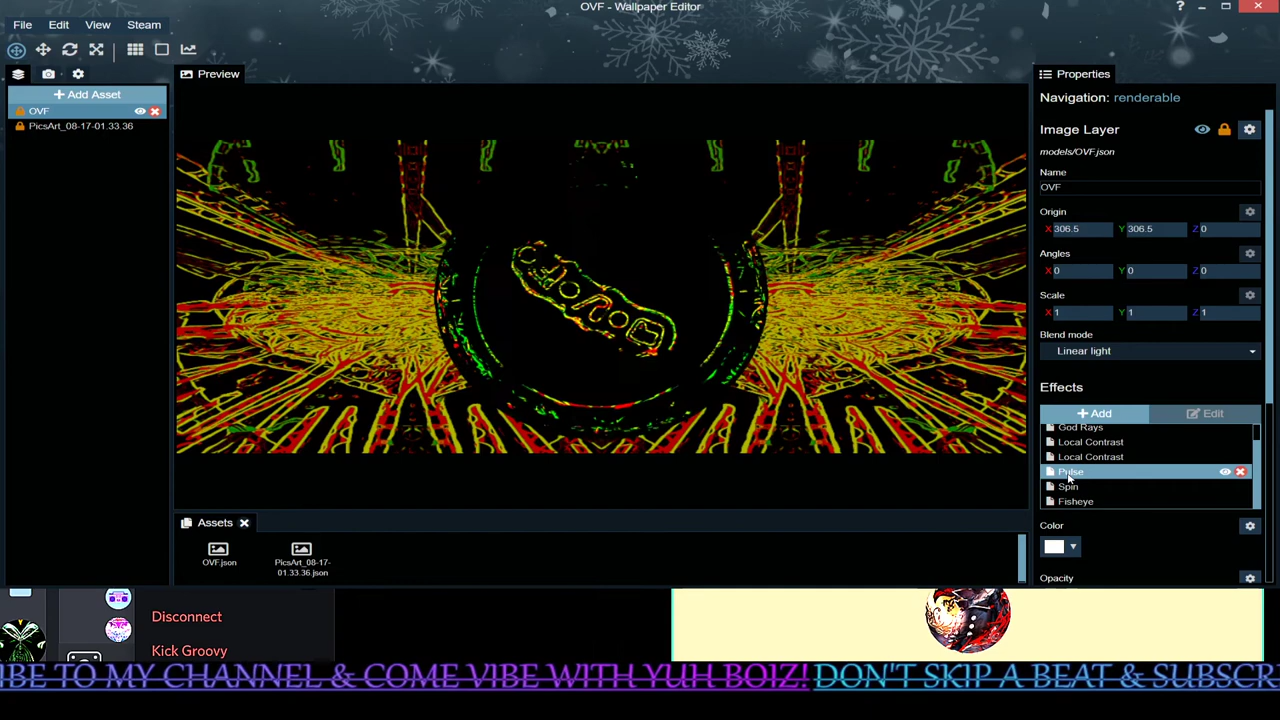 OVF - Wallpaper Editor
File Edit View Steam
Add Asset
OVF
PicsArt_08-17-01.33.36
Preview
Assets
OVF.json
PicsArt_08-17-
01.33.36.json
Properties
Navigation: renderable
Image Layer
models/OVF.json
Name
OVF
Origin
X 306.5 Y 306.5 Z 0
Angles
X 0 Y 0 Z 0
Scale
X 1 Y 1 Z 1
Blend mode
Linear light
Effects
Add Edit
God Rays
Local Contrast
Local Contrast
Pulse
Spin
Fisheye
Color
Opacity
Disconnect
Kick Groovy
BE TO MY CHANNEL & COME VIBE WITH YUH BOIZ! DON'T SKIP A BEAT & SUBSCR